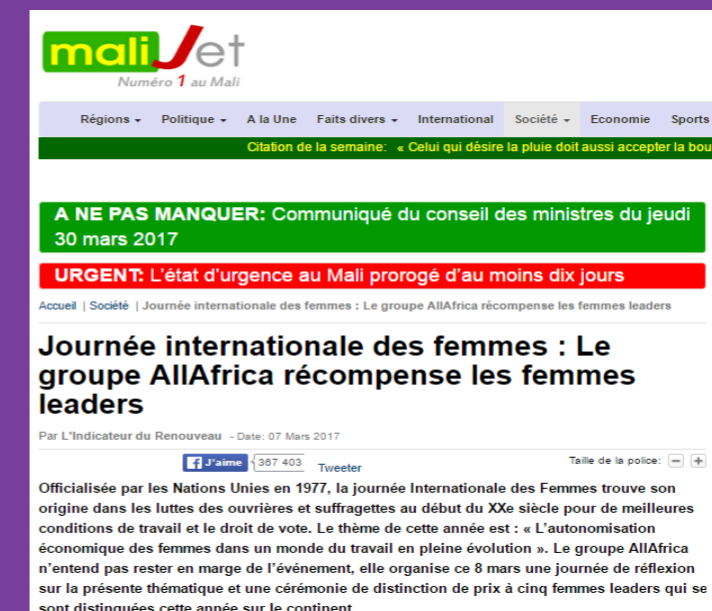 maliJet
Numéro 1 au Mali
Régions Politique A la Une Faits divers International Société Economie Sports
Citation de la semaine: « Celui qui désire la pluie doit aussi accepter la bou
A NE PAS MANQUER: Communiqué du conseil des ministres du jeudi
30 mars 2017
URGENT: L'état d'urgence au Mali prorogé d'au moins dix jours
Accueil | Société | Journée internationale des femmes : Le groupe AllAfrica récompense les femmes leaders
Journée internationale des femmes : Le
groupe AllAfrica récompense les femmes
leaders
Par L'Indicateur du Renouveau - Date: 07 Mars 2017
J'aime 387 403 Tweeter Taille de la police: − +
Officialisée par les Nations Unies en 1977, la journée Internationale des Femmes trouve son
origine dans les luttes des ouvrières et suffragettes au début du XXe siècle pour de meilleures
conditions de travail et le droit de vote. Le thème de cette année est : « L'autonomisation
économique des femmes dans un monde du travail en pleine évolution ». Le groupe AllAfrica
n'entend pas rester en marge de l'événement, elle organise ce 8 mars une journée de réflexion
sur la présente thématique et une cérémonie de distinction de prix à cinq femmes leaders qui se
sont distinguées cette année sur le continent